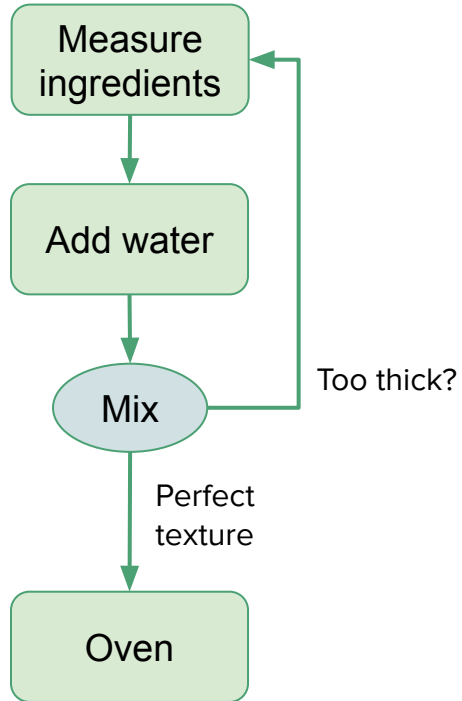 Measure
ingredients
Add water
Mix
Too thick?
Perfect
texture
Oven